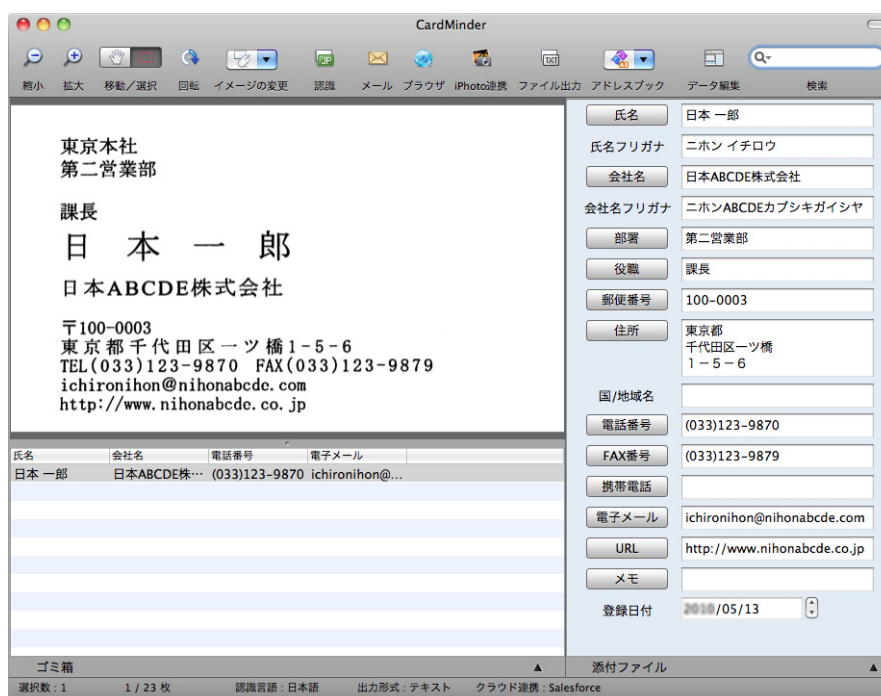 CardMinder
縮小 拡大 移動／選択 回転 イメージの変更 認識 メール ブラウザ iPhoto連携 ファイル出力 アドレスブック データ編集 検索
東京本社
第二営業部
課長
日 本 一 郎
日本ABCDE株式会社
〒100-0003
東京都千代田区一ツ橋1-5-6
TEL(033)123-9870 FAX(033)123-9879
ichironihon@nihonabcde.com
http://www.nihonabcde.co.jp
氏名 会社名 電話番号 電子メール
日本 一郎 日本ABCDE株… (033)123-9870 ichironihon@...
ゴミ箱
氏名 日本 一郎
氏名フリガナ ニホン イチロウ
会社名 日本ABCDE株式会社
会社名フリガナ ニホンABCDEカブシキガイシヤ
部署 第二営業部
役職 課長
郵便番号 100-0003
住所 東京都
千代田区一ツ橋
１－５－６
国/地域名
電話番号 (033)123-9870
FAX番号 (033)123-9879
携帯電話
電子メール ichironihon@nihonabcde.com
URL http://www.nihonabcde.co.jp
メモ
登録日付 /05/13
添付ファイル
選択数 : 1 1 / 23 枚 認識言語 : 日本語 出力形式 : テキスト クラウド連携 : Salesforce